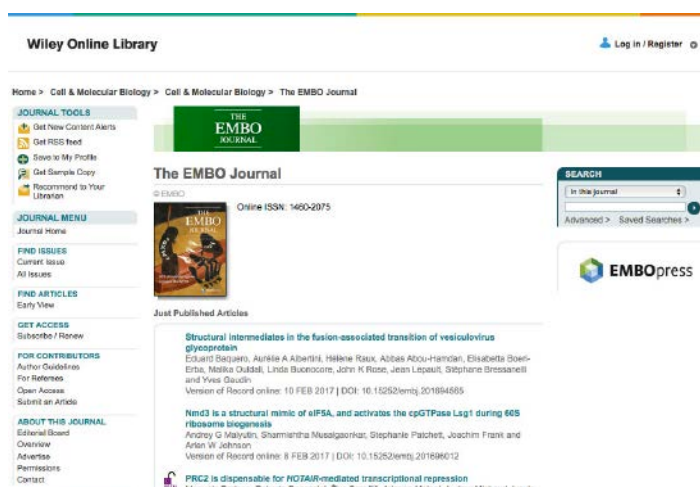 Wiley Online Library
Log in / Register
Home > Cell & Molecular Biology > Cell & Molecular Biology > The EMBO Journal
JOURNAL TOOLS
Get New Content Alerts
Get RSS feed
Save to My Profile
Get Sample Copy
Recommend to Your
Librarian
JOURNAL MENU
Journal Home
FIND ISSUES
Current Issue
All Issues
FIND ARTICLES
Early View
GET ACCESS
Subscribe / Renew
FOR CONTRIBUTORS
Author Guidelines
For Referees
Open Access
Submit an Article
ABOUT THIS JOURNAL
Editorial Board
Overview
Advertise
Permissions
Contact
THE
EMBO
JOURNAL
The EMBO Journal
© EMBO
THE
EMBO
JOURNAL
Online ISSN: 1460-2075
Just Published Articles
Structural intermediates in the fusion-associated transition of vesiculovirus
glycoprotein
Eduard Baquero, Aurélie A Albertini, Hélène Raux, Abbas Abou-Hamdan, Elisabetta Boeri-
Erba, Malika Ouldali, Linda Buonocore, John K Rose, Jean Lepault, Stéphane Bressanelli
and Yves Gaudin
Version of Record online: 10 FEB 2017 | DOI: 10.15252/embj.201694565
Nmd3 is a structural mimic of eIF5A, and activates the cpGTPase Lsg1 during 60S
ribosome biogenesis
Andrey G Malyutin, Sharmishtha Musalgaonkar, Stephanie Patchett, Joachim Frank and
Arlen W Johnson
Version of Record online: 8 FEB 2017 | DOI: 10.15252/embj.201696012
PRC2 is dispensable for HOTAIR-mediated transcriptional repression
SEARCH
In this journal
Advanced > Saved Searches >
EMBOpress